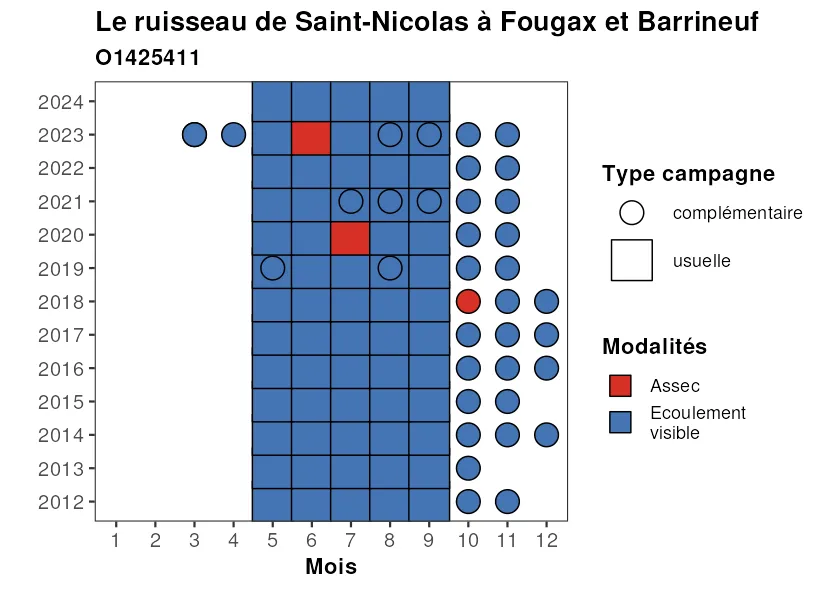 Le ruisseau de Saint-Nicolas à Fougax et Barrineuf
O1425411
2024
2023
2022
2021
2020
2019
2018
2017
2016
2015
2014
2013
2012
1 2 3 4 5 6 7 8 9 10 11 12
Mois
Type campagne
complémentaire
usuelle
Modalités
Assec
Ecoulement
visible